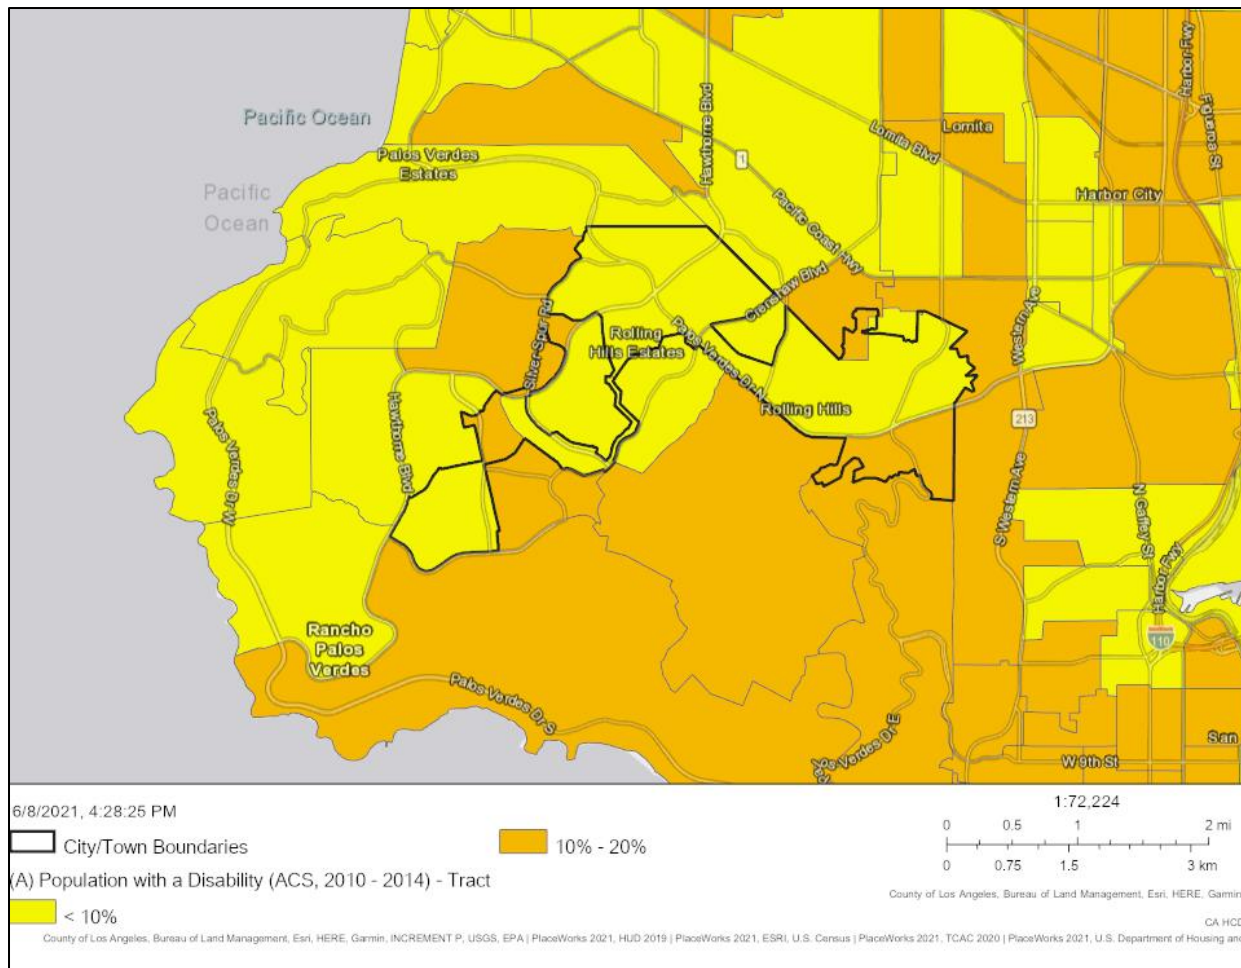 Pacific Ocean
Pacific
Ocean
Palos Verdes
Estates
Hawthorne Blvd
1
Lomita Blvd
Lomita
Harbor Fwy
Figueroa St
Harbor City
Pacific Coast Hwy
Crenshaw Blvd
Silver Spur Rd
Rolling
Hills Estates
Palos Verdes Dr N
Rolling Hills
Western Ave
213
Palos Verdes Dr W
Hawthorne Blvd
S Western Ave
N Gaffey St
Harbor Fwy
110
Rancho
Palos
Verdes
Palos Verdes Dr S
os Verdes Dr E
W 9th St
San
6/8/2021, 4:28:25 PM
City/Town Boundaries
10% - 20%
(A) Population with a Disability (ACS, 2010 - 2014) - Tract
< 10%
1:72,224
0 0.5 1 2 mi
0 0.75 1.5 3 km
County of Los Angeles, Bureau of Land Management, Esri, HERE, Garmin
CA HCD
County of Los Angeles, Bureau of Land Management, Esri, HERE, Garmin, INCREMENT P, USGS, EPA | PlaceWorks 2021, HUD 2019 | PlaceWorks 2021, ESRI, U.S. Census | PlaceWorks 2021, TCAC 2020 | PlaceWorks 2021, U.S. Department of Housing and